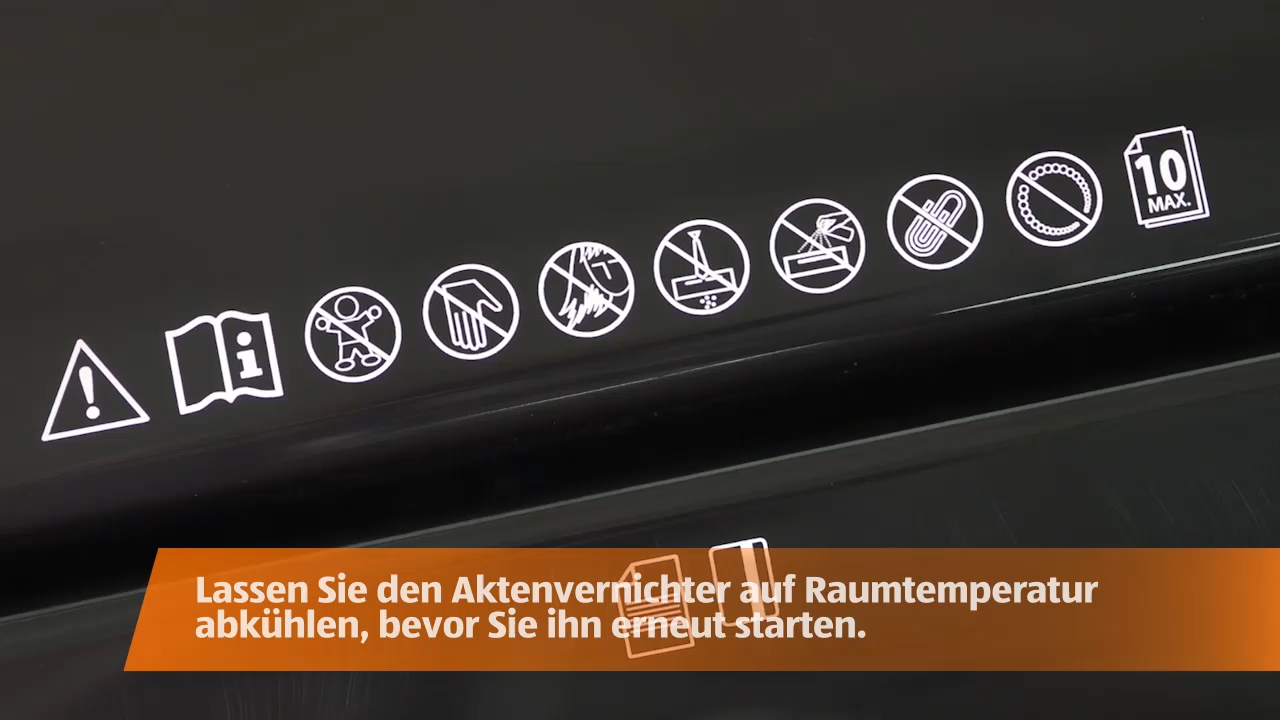 10
MAX.
Lassen Sie den Aktenvernichter auf Raumtemperatur
abkühlen, bevor Sie ihn erneut starten.